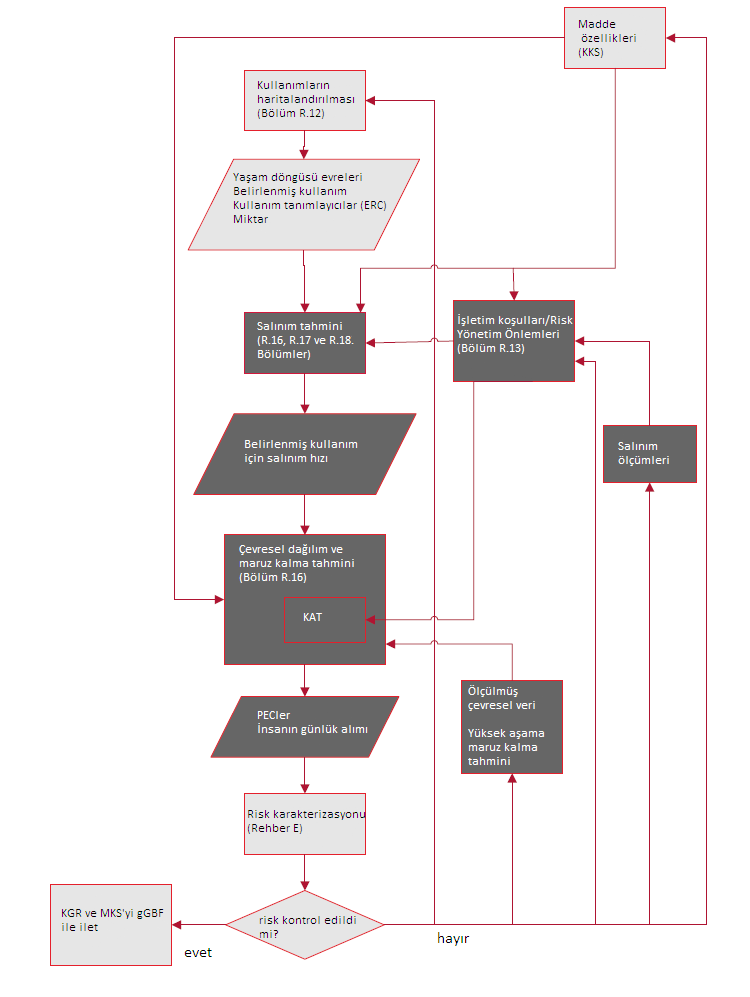 Madde
özellikleri
(KKS)
Kullanımların
haritalandırılması
(Bölüm R.12)
Yaşam döngüsü evreleri
Belirlenmiş kullanım
Kullanım tanımlayıcılar (ERC)
Miktar
Salınım tahmini
(R.16, R.17 ve R.18.
Bölümler)
İşletim koşulları/Risk
Yönetim Önlemleri
(Bölüm R.13)
Salınım
ölçümleri
Belirlenmiş kullanım
için salınım hızı
Çevresel dağılım ve
maruz kalma tahmini
(Bölüm R.16)
KAT
Ölçülmüş
çevresel veri
Yüksek aşama
maruz kalma
tahmini
PECler
İnsanın günlük alımı
Risk karakterizasyonu
(Rehber E)
risk kontrol edildi
mi?
KGR ve MKS'yi gGBF
ile ilet
evet
hayır